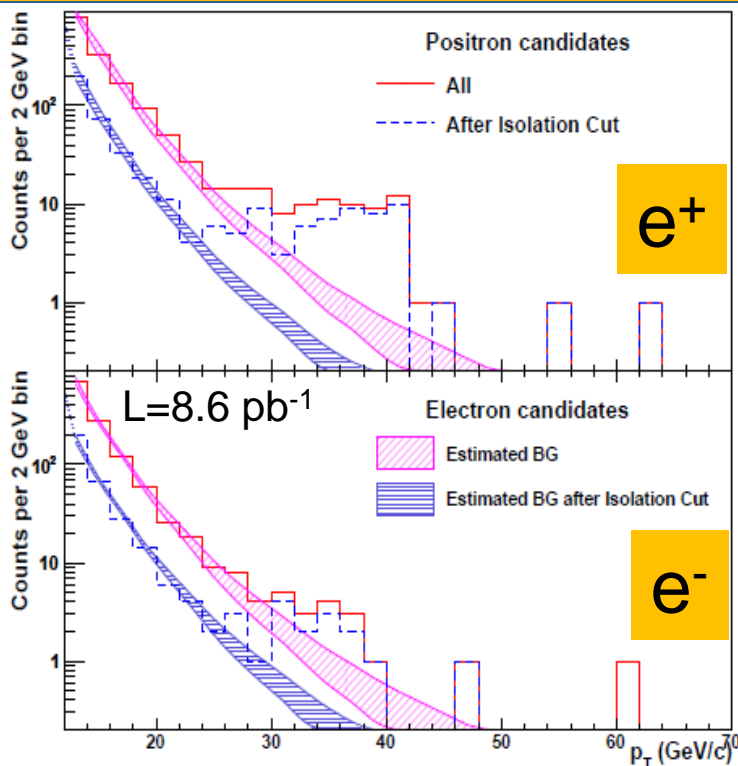 Counts per 2 GeV bin
10²
10
1
Positron candidates
All
After Isolation Cut
e⁺
Counts per 2 GeV bin
10²
10
1
L=8.6 pb⁻¹
Electron candidates
Estimated BG
Estimated BG after Isolation Cut
e⁻
20 30 40 50 60 70
p_T (GeV/c)